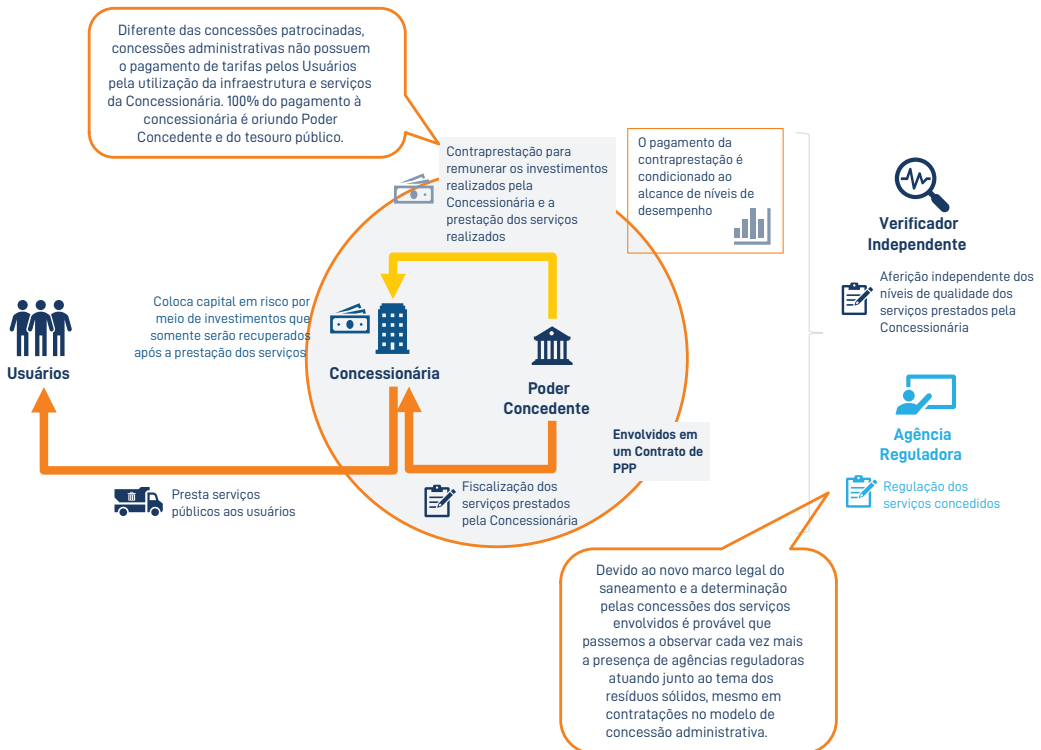 Diferente das concessões patrocinadas,
concessões administrativas não possuem
o pagamento de tarifas pelos Usuários
pela utilização da infraestrutura e serviços
da Concessionária. 100% do pagamento à
concessionária é oriundo Poder
Concedente e do tesouro público.
Contraprestação para
remunerar os investimentos
realizados pela
Concessionária e a
prestação dos serviços
realizados
O pagamento da
contraprestação é
condicionado ao
alcance de níveis de
desempenho
Verificador
Independente
Aferição independente dos
níveis de qualidade dos
serviços prestados pela
Concessionária
Coloca capital em risco por
meio de investimentos que
somente serão recuperados
após a prestação dos serviços
Usuários
Concessionária
Poder
Concedente
Envolvidos em
um Contrato de
PPP
Agência
Reguladora
Regulação dos
serviços concedidos
Presta serviços
públicos aos usuários
Fiscalização dos
serviços prestados
pela Concessionária
Devido ao novo marco legal do
saneamento e a determinação
pelas concessões dos serviços
envolvidos é provável que
passemos a observar cada vez mais
a presença de agências reguladoras
atuando junto ao tema dos
resíduos sólidos, mesmo em
contratações no modelo de
concessão administrativa.